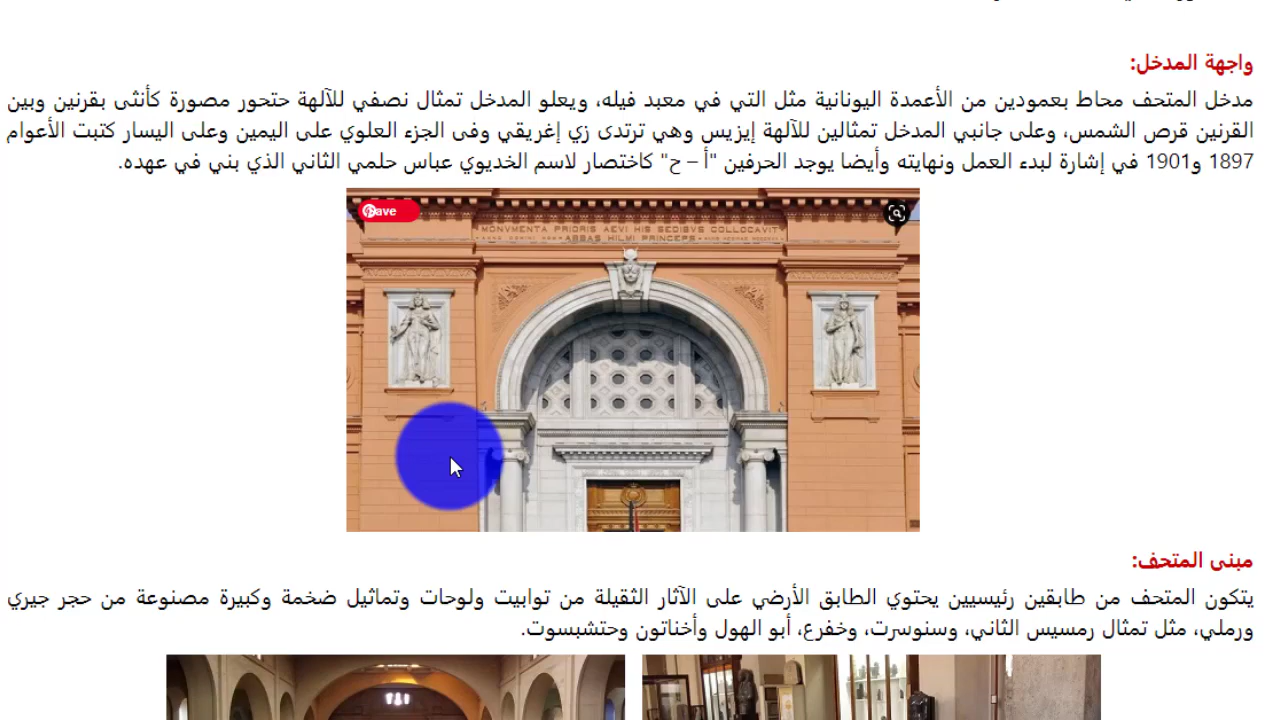 واجهة المدخل:
مدخل المتحف محاط بعمودين من الأعمدة اليونانية مثل التي في معبد فيله، ويعلو المدخل تمثال نصفي للآلهة حتحور مصورة كأنثى بقرنين وبين
القرنين قرص الشمس، وعلى جانبي المدخل تمثالين للآلهة إيزيس وهي ترتدى زي إغريقي وفى الجزء العلوي على اليمين وعلى اليسار كتبت الأعوام
1897 و1901 في إشارة لبدء العمل ونهايته وأيضا يوجد الحرفين "أ – ح" كاختصار لاسم الخديوي عباس حلمي الثاني الذي بني في عهده.
ave
MONVMENTA PRIORIS AEVI HIS SEDIBVS COLLOCAVIT
ABBAS HILMI PRINCEPS
مبنى المتحف:
يتكون المتحف من طابقين رئيسيين يحتوي الطابق الأرضي على الآثار الثقيلة من توابيت ولوحات وتماثيل ضخمة وكبيرة مصنوعة من حجر جيري
ورملي، مثل تمثال رمسيس الثاني، وسنوسرت، وخفرع، أبو الهول وأخناتون وحتشبسوت.